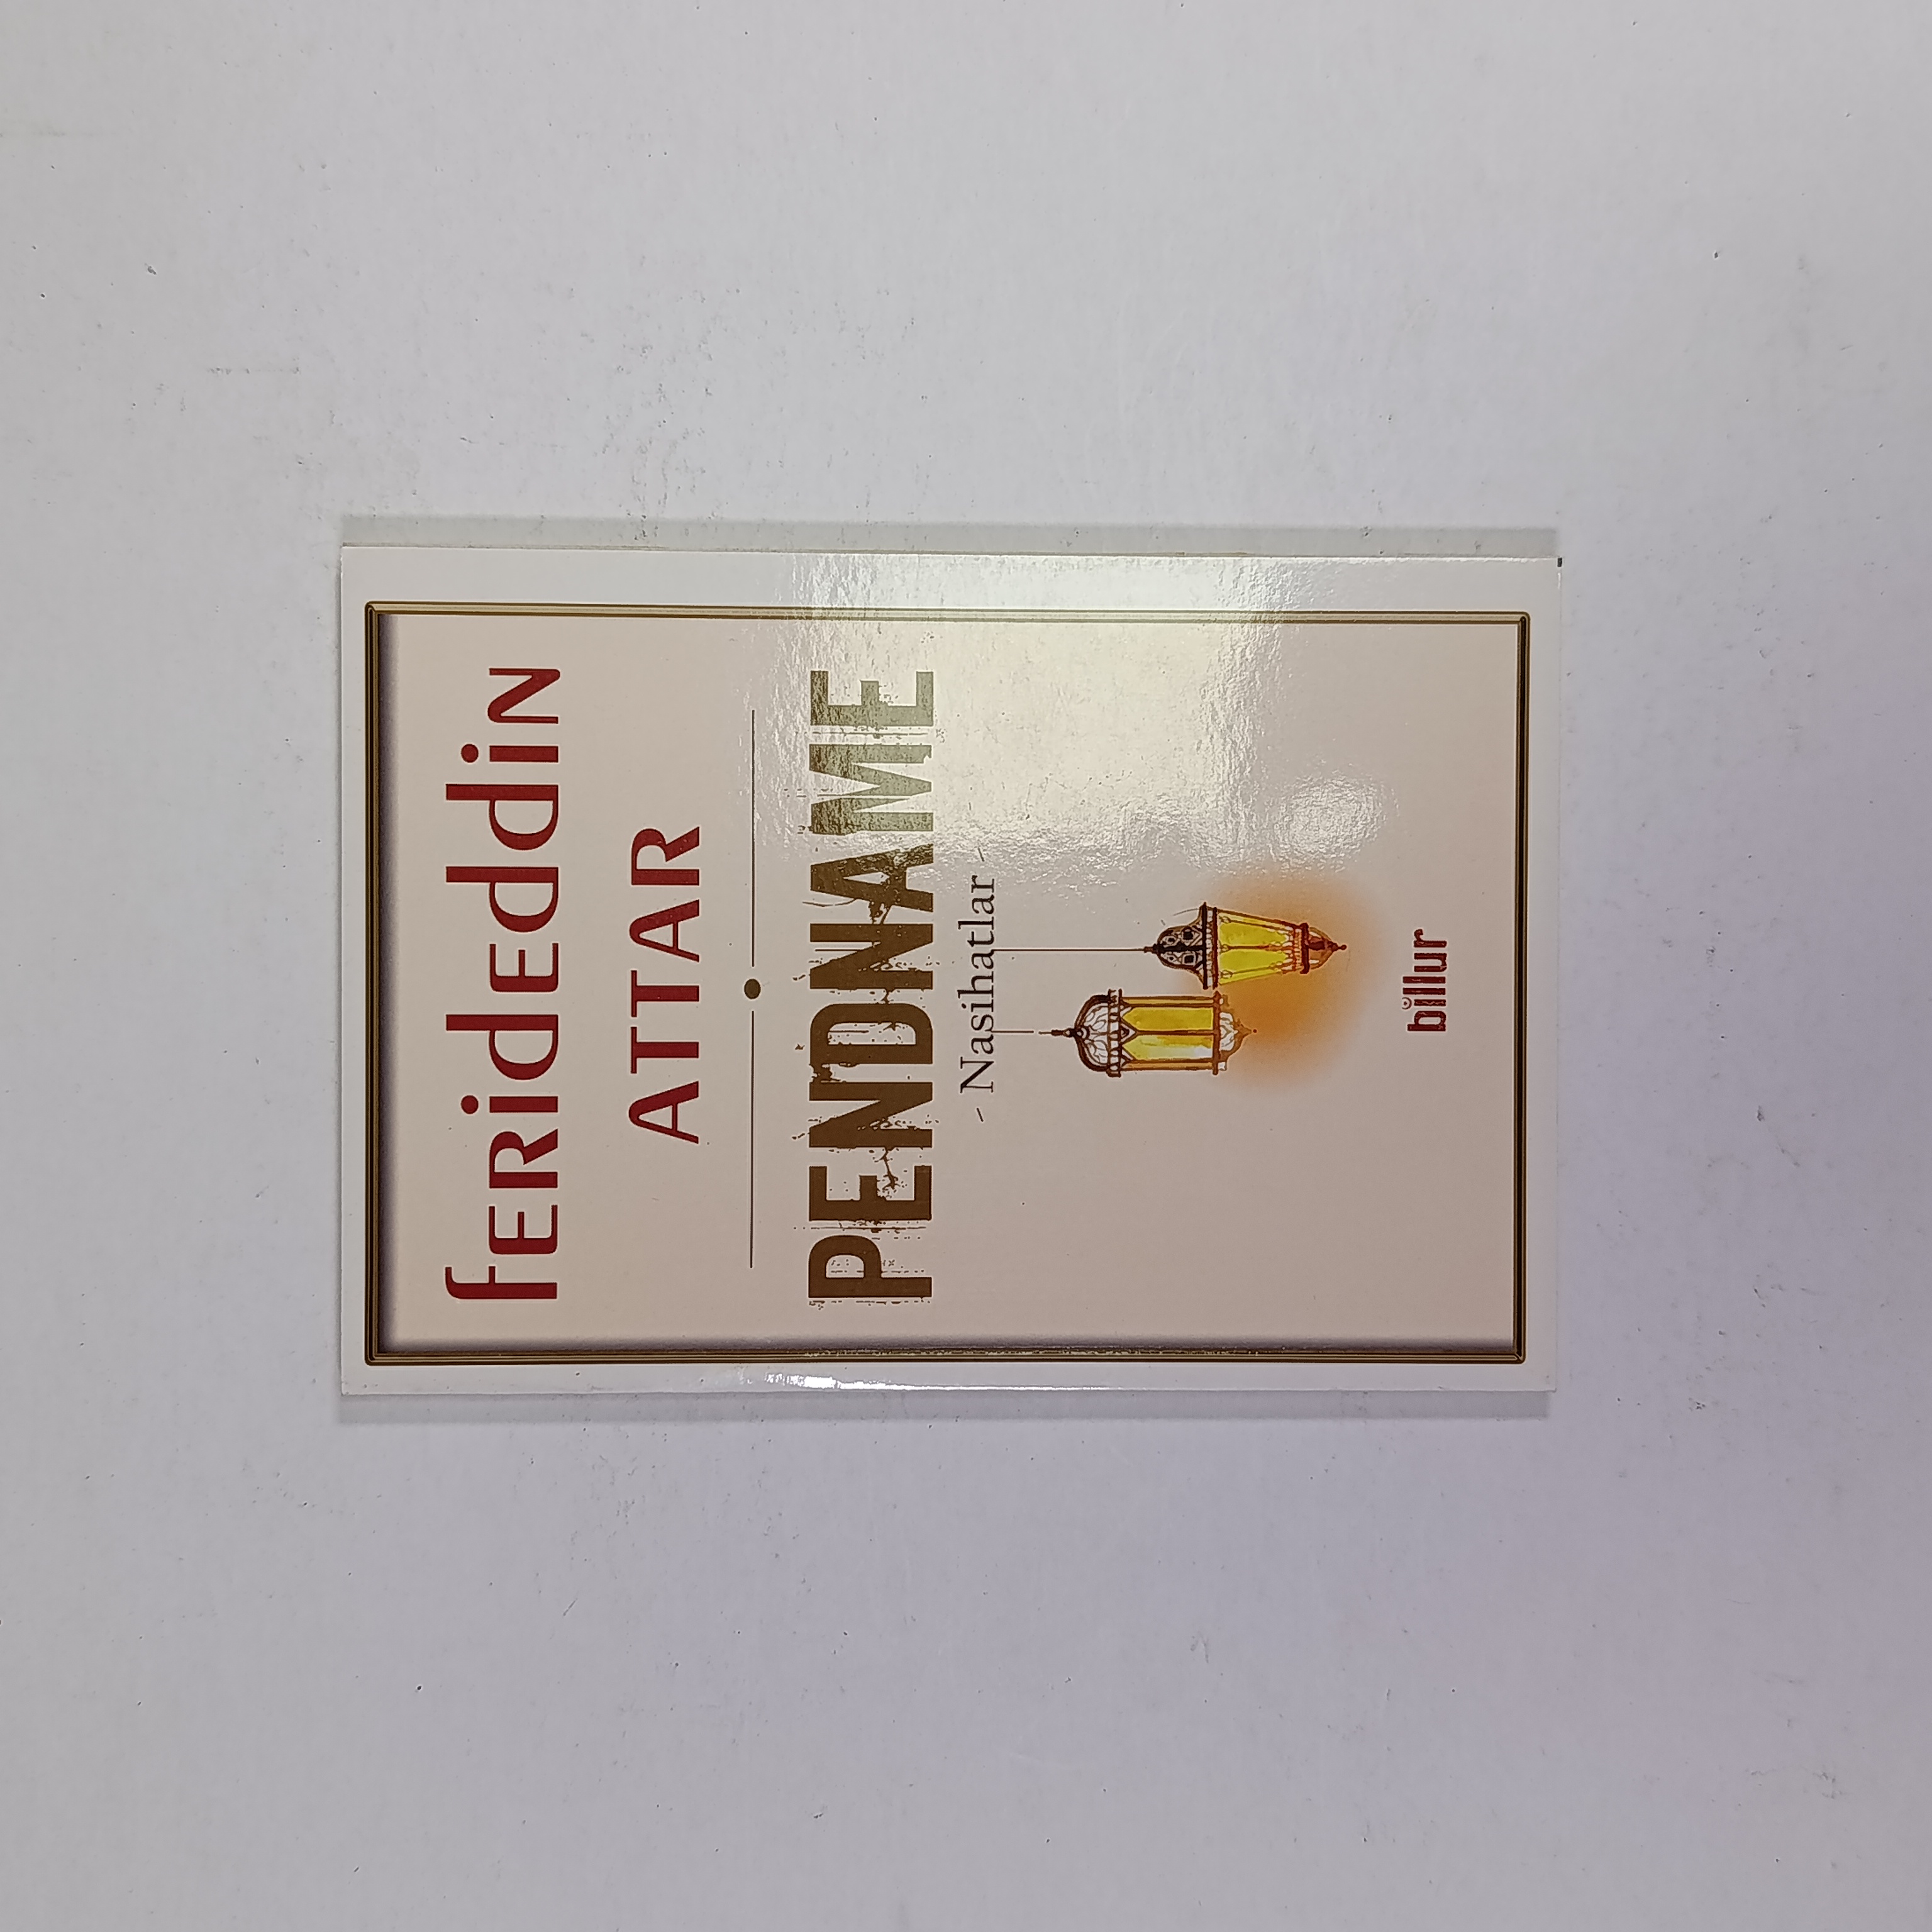 fERidEddiN
ATTAR
PENDNAME
- Nasihatlar -
billur